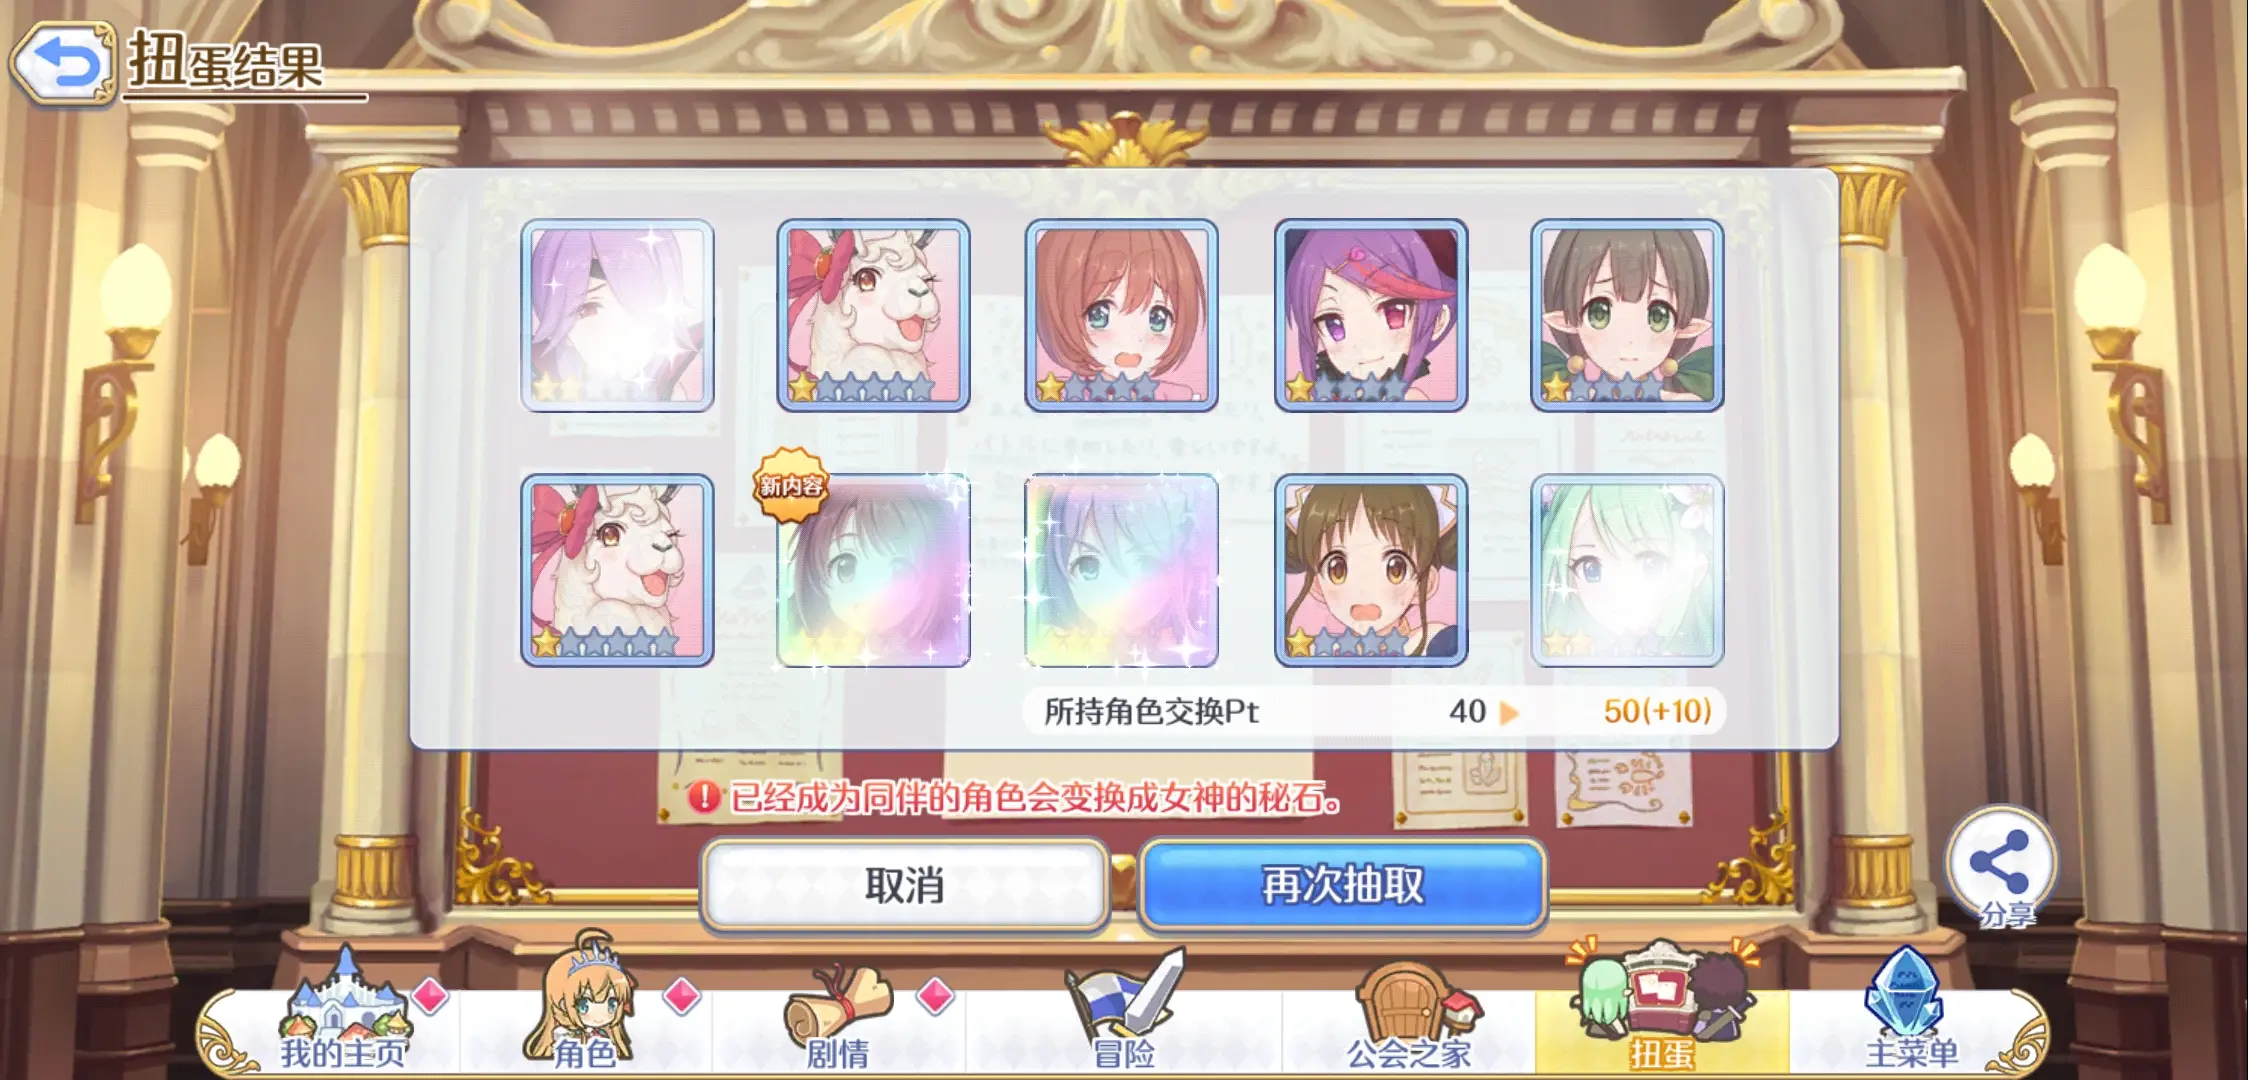 扭蛋结果
新内容
所持角色交换Pt 40 50(+10)
已经成为同伴的角色会变换成女神的秘石。
取消
再次抽取
分享
我的主页
角色
剧情
冒险
公会之家
扭蛋
主菜单